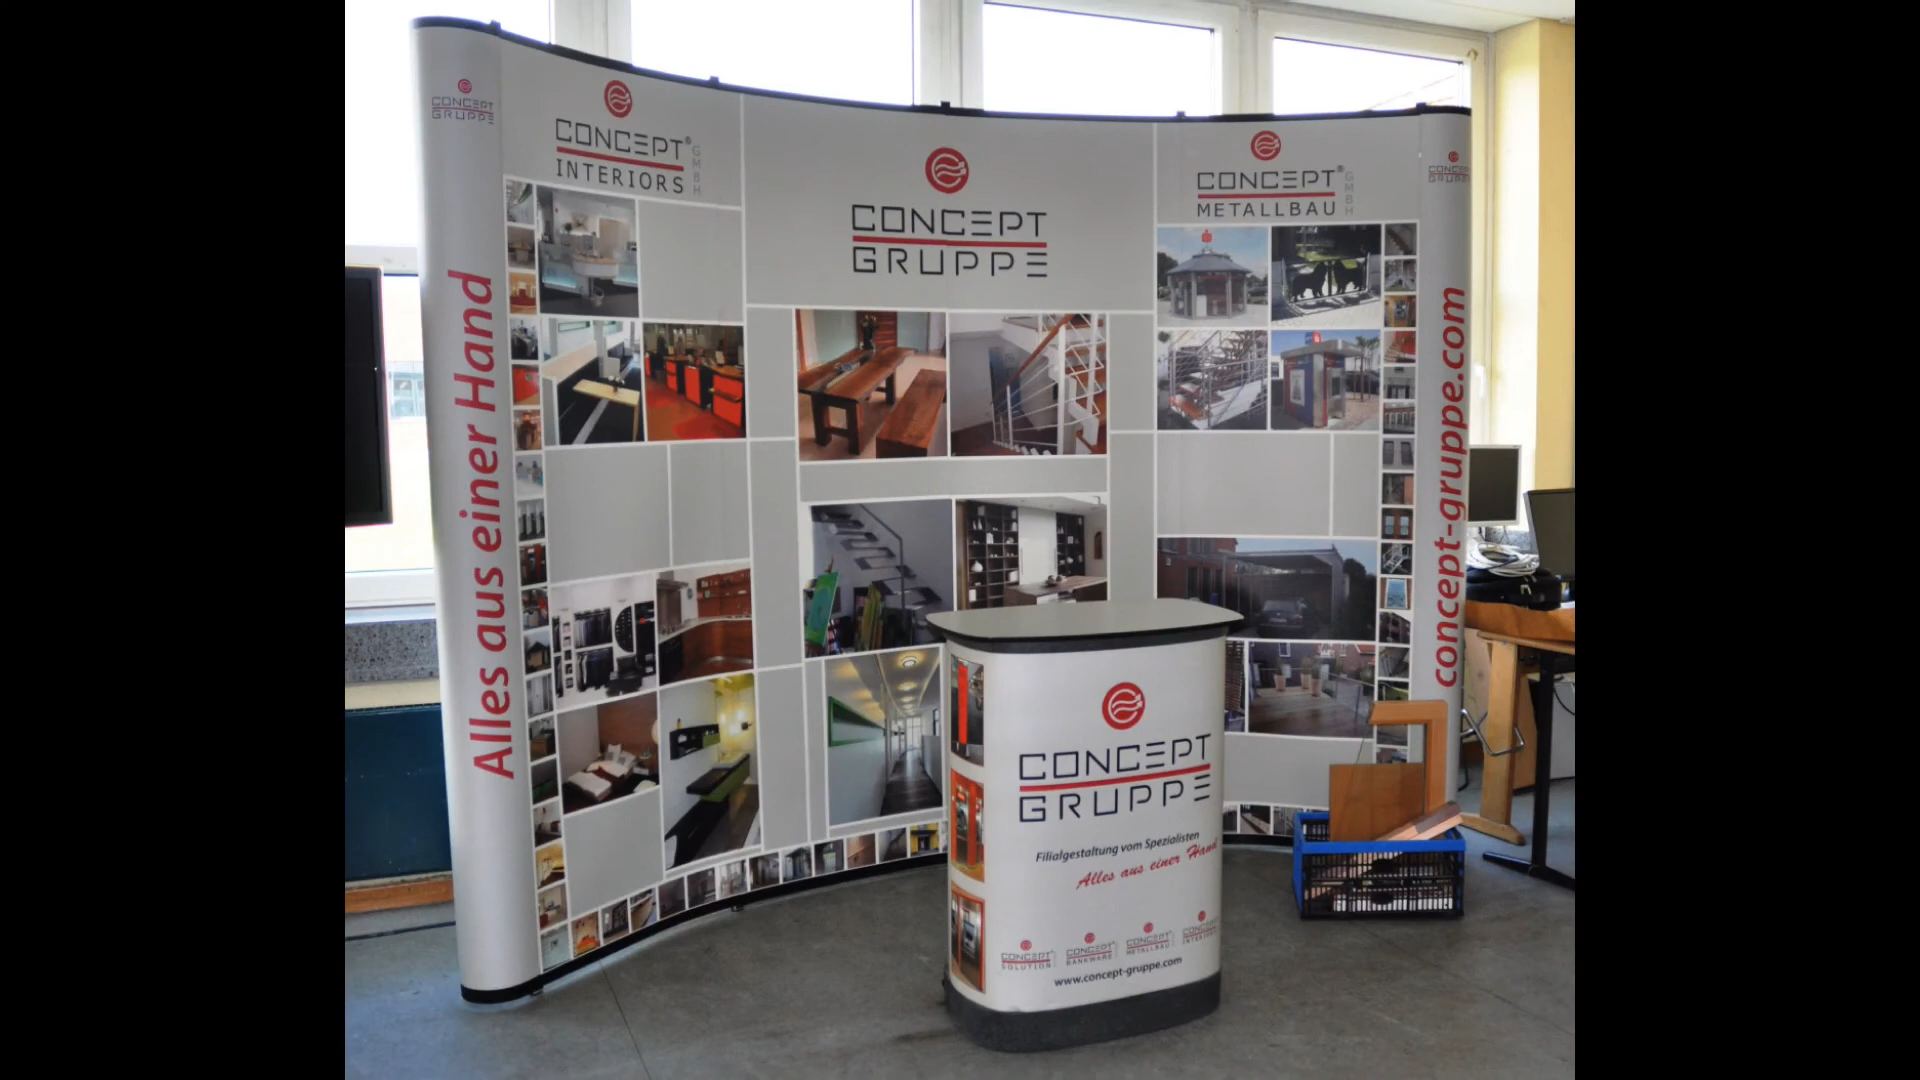 CONCEPT
GRUPPE
Alles aus einer Hand
CONCEPT®
INTERIORS
GMBH
CONCEPT
GRUPPE
CONCEPT®
METALLBAU
GMBH
CONCEPT
GRUPPE
concept-gruppe.com
CONCEPT
GRUPPE
Filialgestaltung vom Spezialisten
Alles aus einer Hand
CONCEPT
SOLUTION
CONCEPT
BANKWARE
CONCEPT
METALLBAU
CONCEPT
INTERIORS
www.concept-gruppe.com